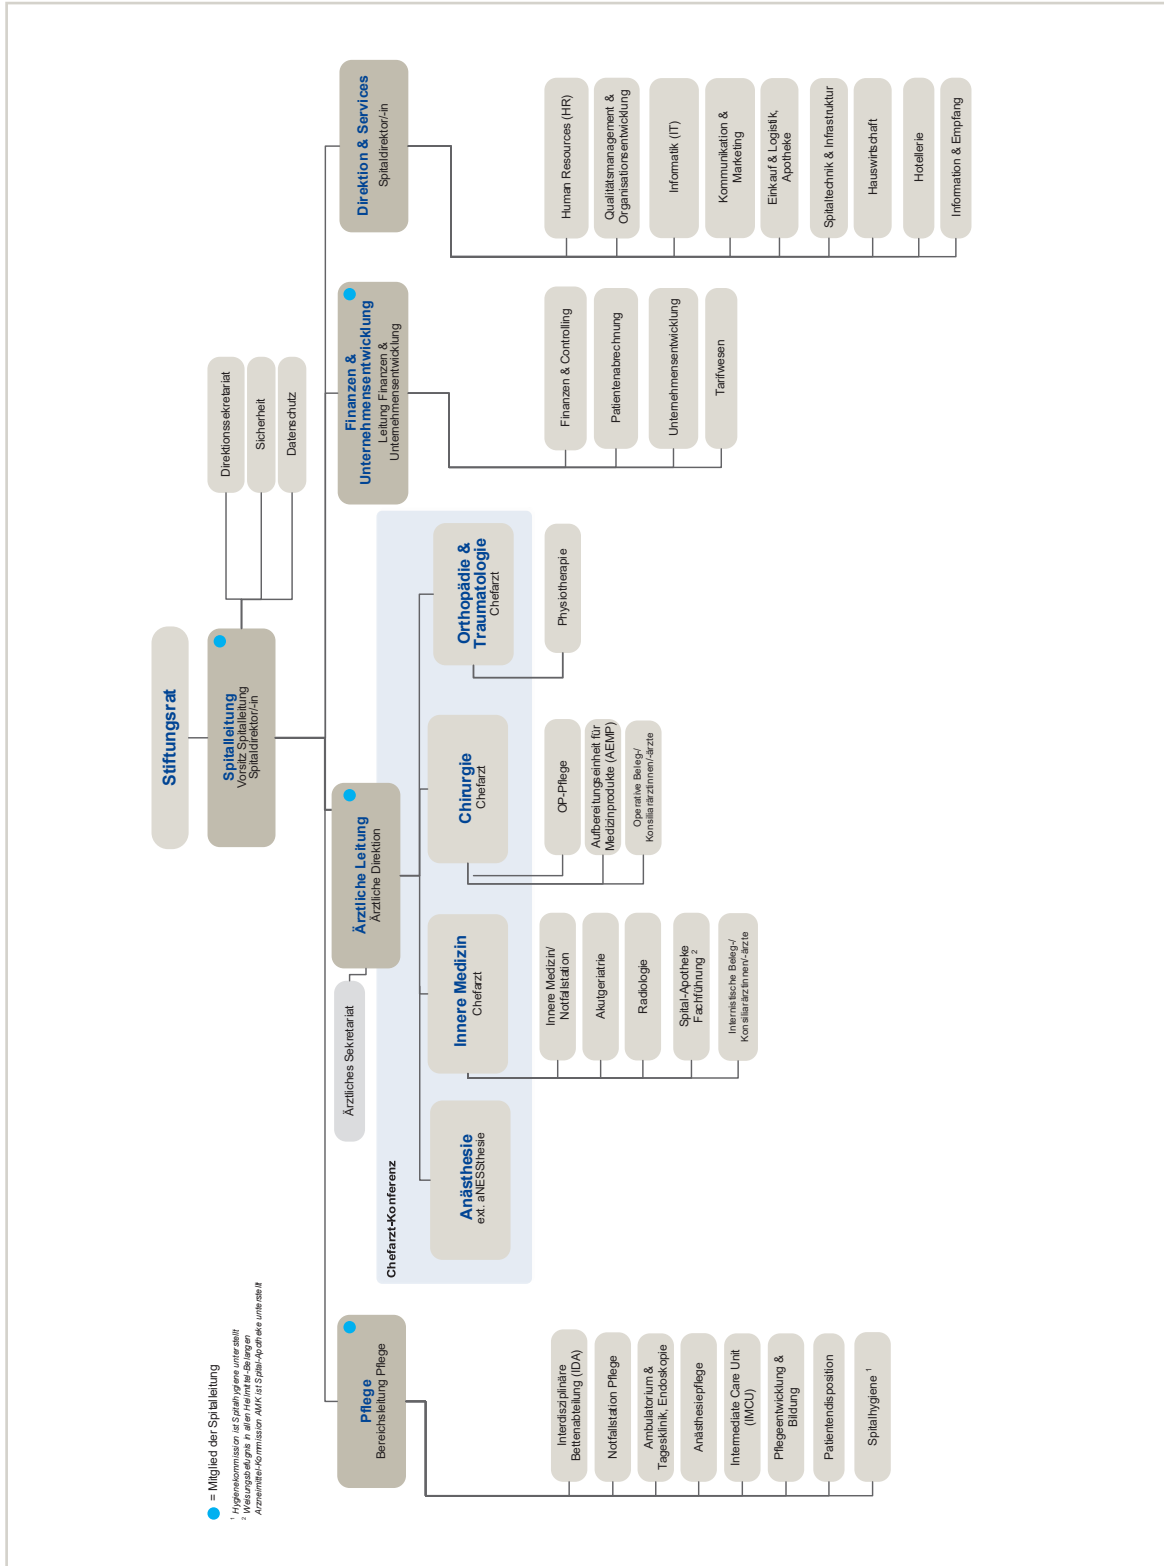 Stiftungsrat
Spitalleitung
Vorsitz Spitalleitung
Spitaldirektor/-in
Direktionssekretariat
Sicherheit
Datenschutz
Ärztliches Sekretariat
Pflege
Bereichsleitung Pflege
Ärztliche Leitung
Ärztliche Direktion
Finanzen &
Unternehmensentwicklung
Leitung Finanzen &
Unternehmensentwicklung
Direktion & Services
Spitaldirektor/-in
Chefarzt-Konferenz
Anästhesie
ext. aNESSthesie
Innere Medizin
Chefarzt
Chirurgie
Chefarzt
Orthopädie &
Traumatologie
Chefarzt
Interdisziplinäre
Bettenabteilung (IDA)
Notfallstation Pflege
Ambulatorium &
Tagesklinik, Endoskopie
Anästhesiepflege
Intermediate Care Unit
(IMCU)
Pflegeentwicklung &
Bildung
Patientendisposition
Spitalhygiene ¹
Innere Medizin/
Notfallstation
Akutgeriatrie
Radiologie
Spital-Apotheke
Fachführung ²
Internistische Beleg-/
Konsiliarärztinnen/-ärzte
OP-Pflege
Aufbereitungseinheit für
Medizinprodukte (AEMP)
Operative Beleg-/
Konsiliarärztinnen/-ärzte
Physiotherapie
Finanzen & Controlling
Patientenabrechnung
Unternehmensentwicklung
Tarifwesen
Human Resources (HR)
Qualitätsmanagement &
Organisationsentwicklung
Informatik (IT)
Kommunikation &
Marketing
Einkauf & Logistik,
Apotheke
Spitaltechnik & Infrastruktur
Hauswirtschaft
Hotellerie
Information & Empfang
= Mitglied der Spitalleitung
¹ Hygienekommission ist Spitalhygiene unterstellt
² Weisungsbefugnis in allen Heilmittel-Belangen
Arzneimittel-Kommission AMK ist Spital-Apotheke unterstellt